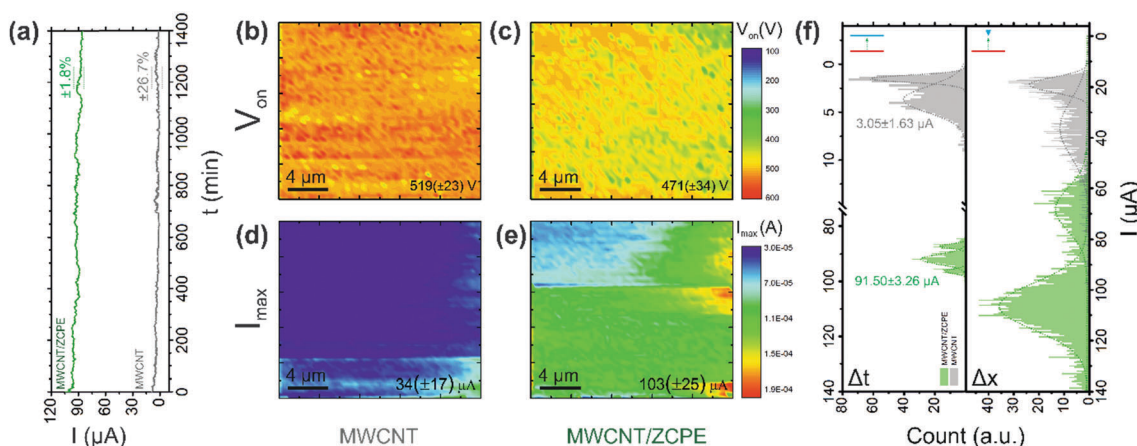 (a)
±1.8%
±26.7%
MWCNT/ZCPE
MWCNT
120 90 60 30 0
I (µA)
0
200
400
600
800
1000
1200
1400
t (min)
(b)
V_on
4 µm
519(±23) V
(c)
4 µm
471(±34) V
V_on(V)
100
200
300
400
500
600
(d)
I_max
4 µm
34(±17) µA
MWCNT
(e)
4 µm
103(±25) µA
MWCNT/ZCPE
I_max(A)
3.0E-05
7.0E-05
1.1E-04
1.5E-04
1.9E-04
(f)
0
5
10
80
100
120
140
3.05±1.63 µA
91.50±3.26 µA
MWCNT/ZCPE
MWCNT
Δt
Δx
80 60 40 20
40 20 0
Count (a.u.)
0
20
40
60
80
100
120
140
I (µA)